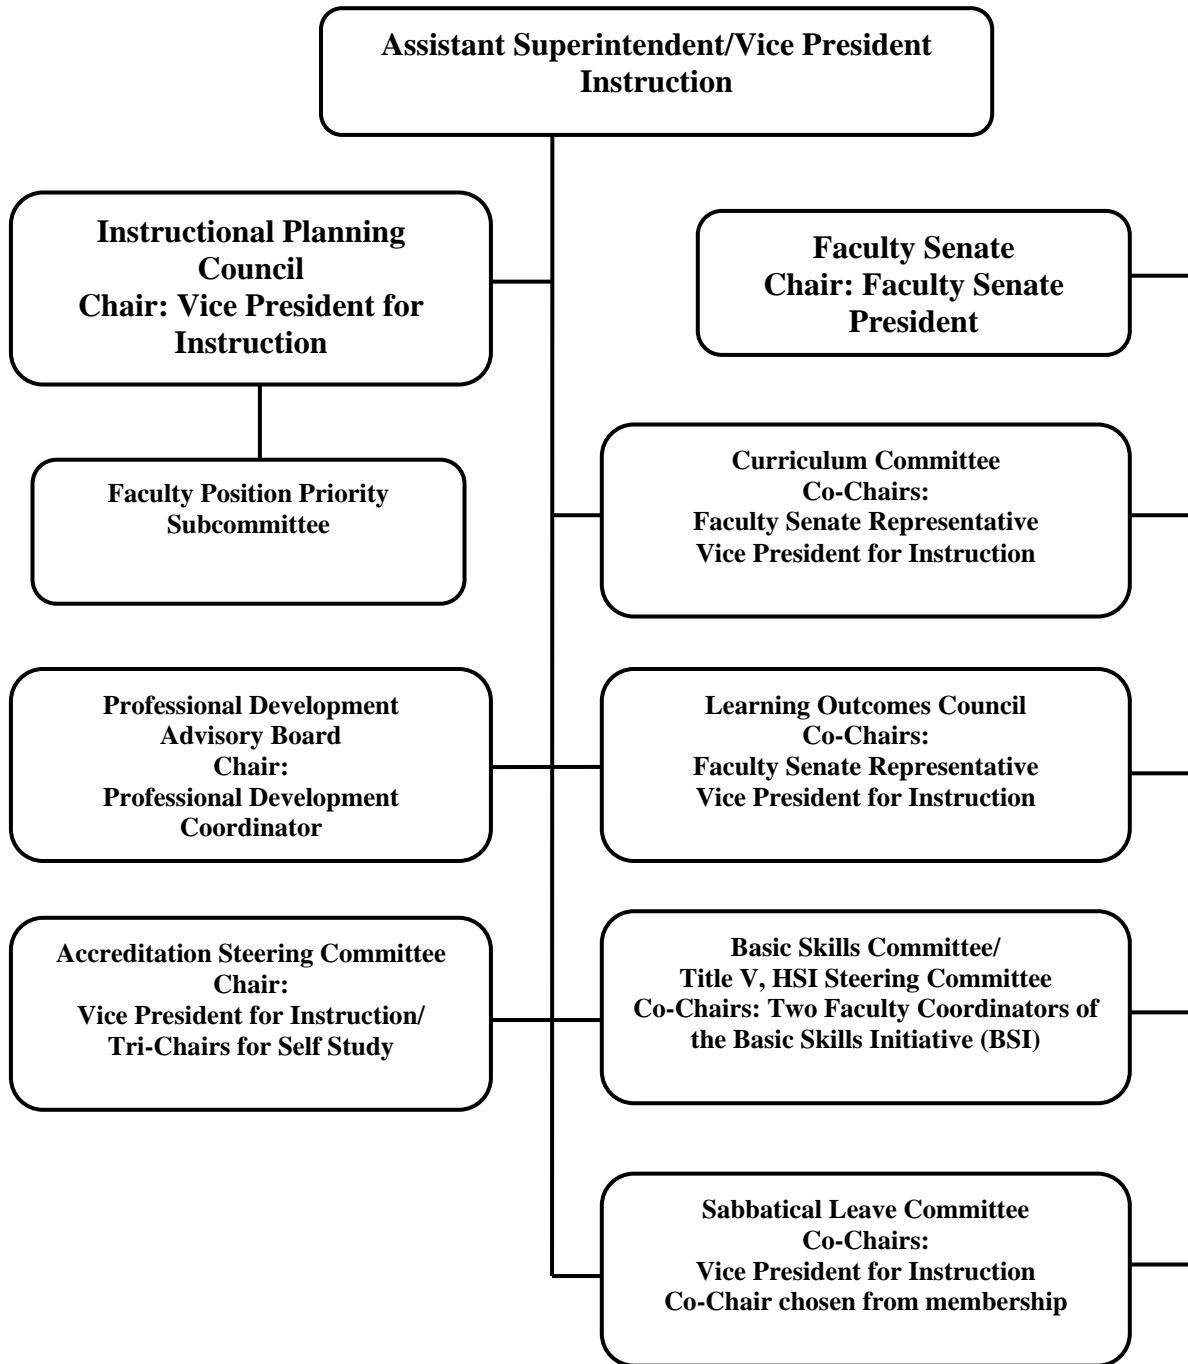 Assistant Superintendent/Vice President
Instruction
Instructional Planning
Council
Chair: Vice President for
Instruction
Faculty Senate
Chair: Faculty Senate
President
Faculty Position Priority
Subcommittee
Curriculum Committee
Co-Chairs:
Faculty Senate Representative
Vice President for Instruction
Professional Development
Advisory Board
Chair:
Professional Development
Coordinator
Learning Outcomes Council
Co-Chairs:
Faculty Senate Representative
Vice President for Instruction
Accreditation Steering Committee
Chair:
Vice President for Instruction/
Tri-Chairs for Self Study
Basic Skills Committee/
Title V, HSI Steering Committee
Co-Chairs: Two Faculty Coordinators of
the Basic Skills Initiative (BSI)
Sabbatical Leave Committee
Co-Chairs:
Vice President for Instruction
Co-Chair chosen from membership